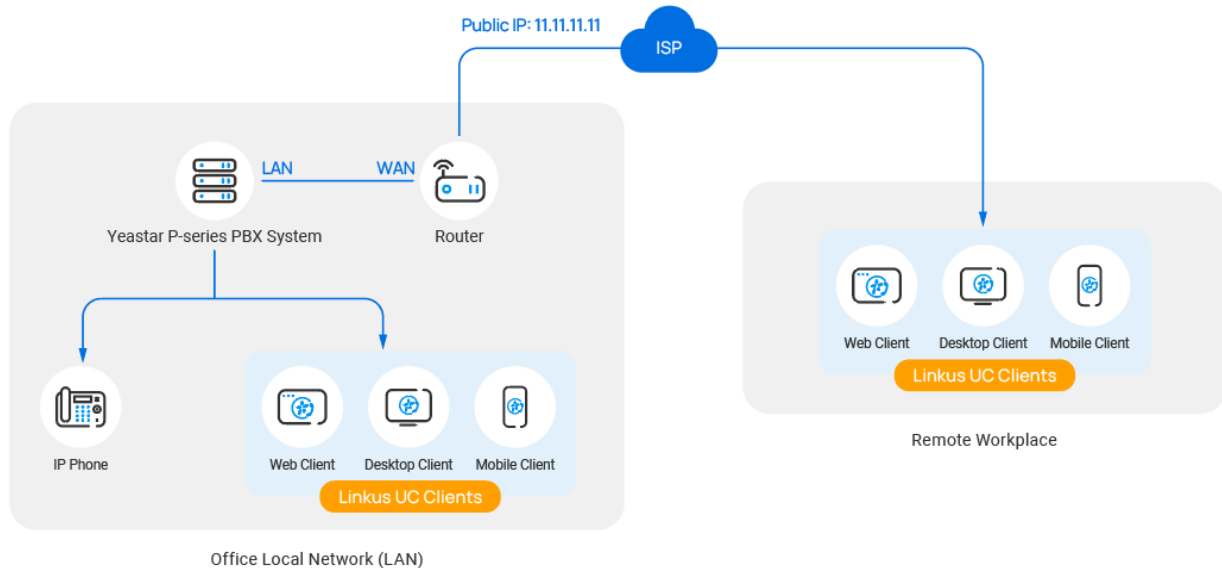 Public IP: 11.11.11.11
ISP
LAN
WAN
Yeastar P-series PBX System
Router
IP Phone
Web Client
Desktop Client
Mobile Client
Linkus UC Clients
Office Local Network (LAN)
Web Client
Desktop Client
Mobile Client
Linkus UC Clients
Remote Workplace